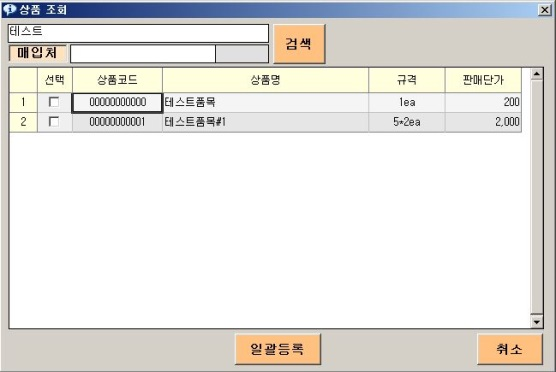 상품 조회
테스트
검색
매입처
선택 상품코드 상품명 규격 판매단가
1 00000000000 테스트품목 1ea 200
2 00000000001 테스트품목#1 5*2ea 2,000
일괄등록 취소